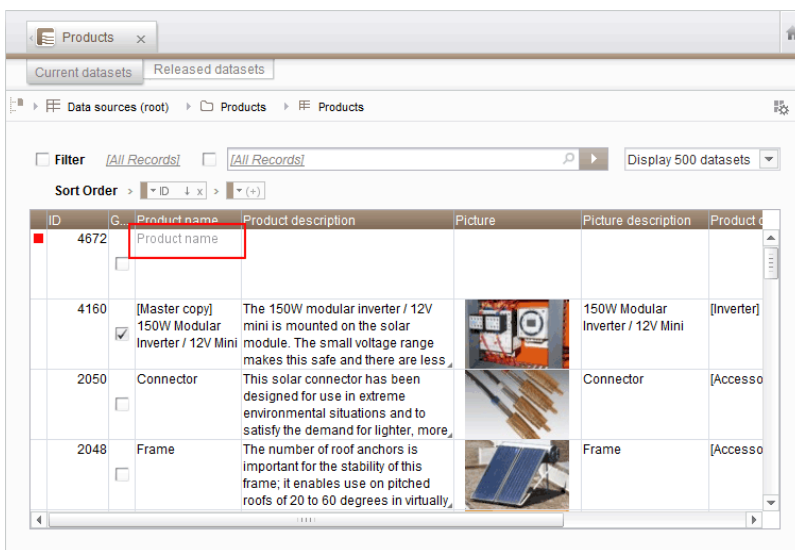 Products x
Current datasets Released datasets
Data sources (root) Products Products
Filter [All Records] [All Records] Display 500 datasets
Sort Order > ID ↓ x > (+)
ID G... Product name Product description Picture Picture description Product
4672 Product name
4160 [Master copy] The 150W modular inverter / 12V 150W Modular [Inverter]
150W Modular mini is mounted on the solar Inverter / 12V Mini
Inverter / 12V Mini module. The small voltage range
makes this safe and there are less
2050 Connector This solar connector has been Connector [Accesso
designed for use in extreme
environmental situations and to
satisfy the demand for lighter, more
2048 Frame The number of roof anchors is Frame [Accesso
important for the stability of this
frame; it enables use on pitched
roofs of 20 to 60 degrees in virtually